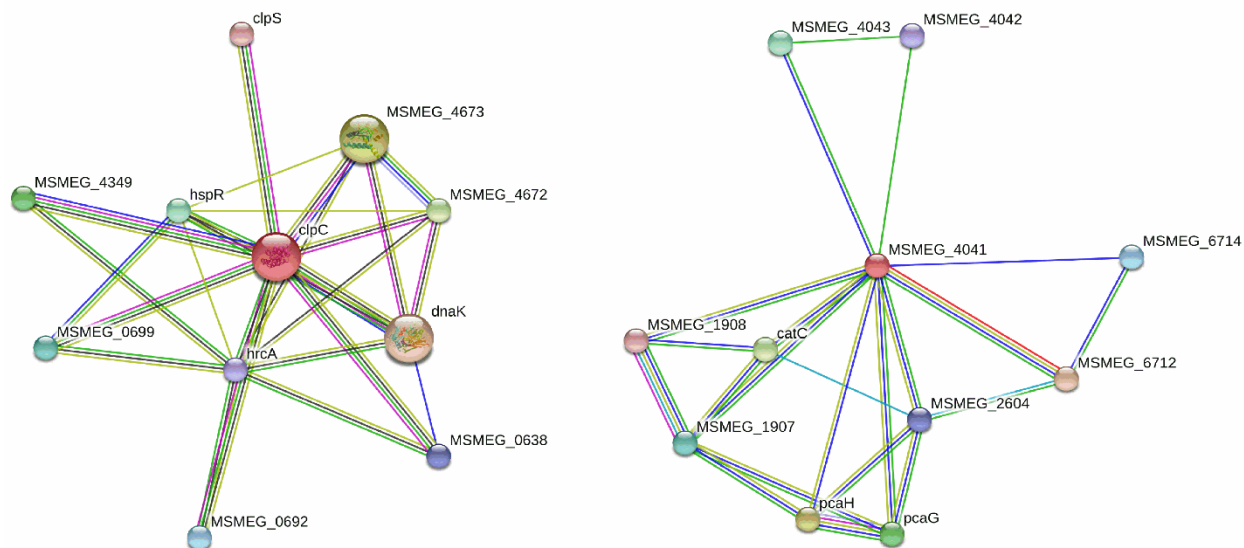 clpS
MSMEG_4673
MSMEG_4349
hspR
MSMEG_4672
clpC
dnaK
MSMEG_0699
hrcA
MSMEG_0638
MSMEG_0692
MSMEG_4043
MSMEG_4042
MSMEG_4041
MSMEG_6714
MSMEG_1908
catC
MSMEG_6712
MSMEG_2604
MSMEG_1907
pcaH
pcaG